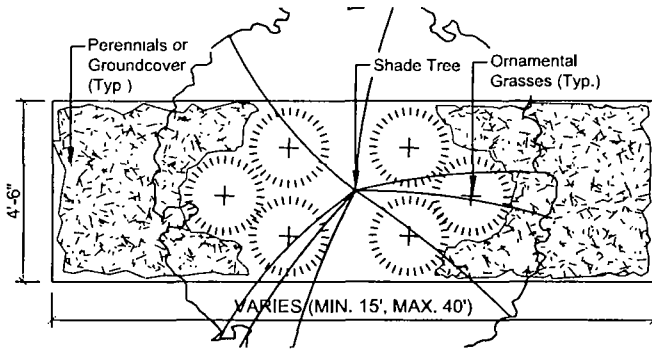 Perennials or
Groundcover
(Typ )
Shade Tree
Ornamental
Grasses (Typ.)
4'-6"
VARIES (MIN. 15', MAX. 40')